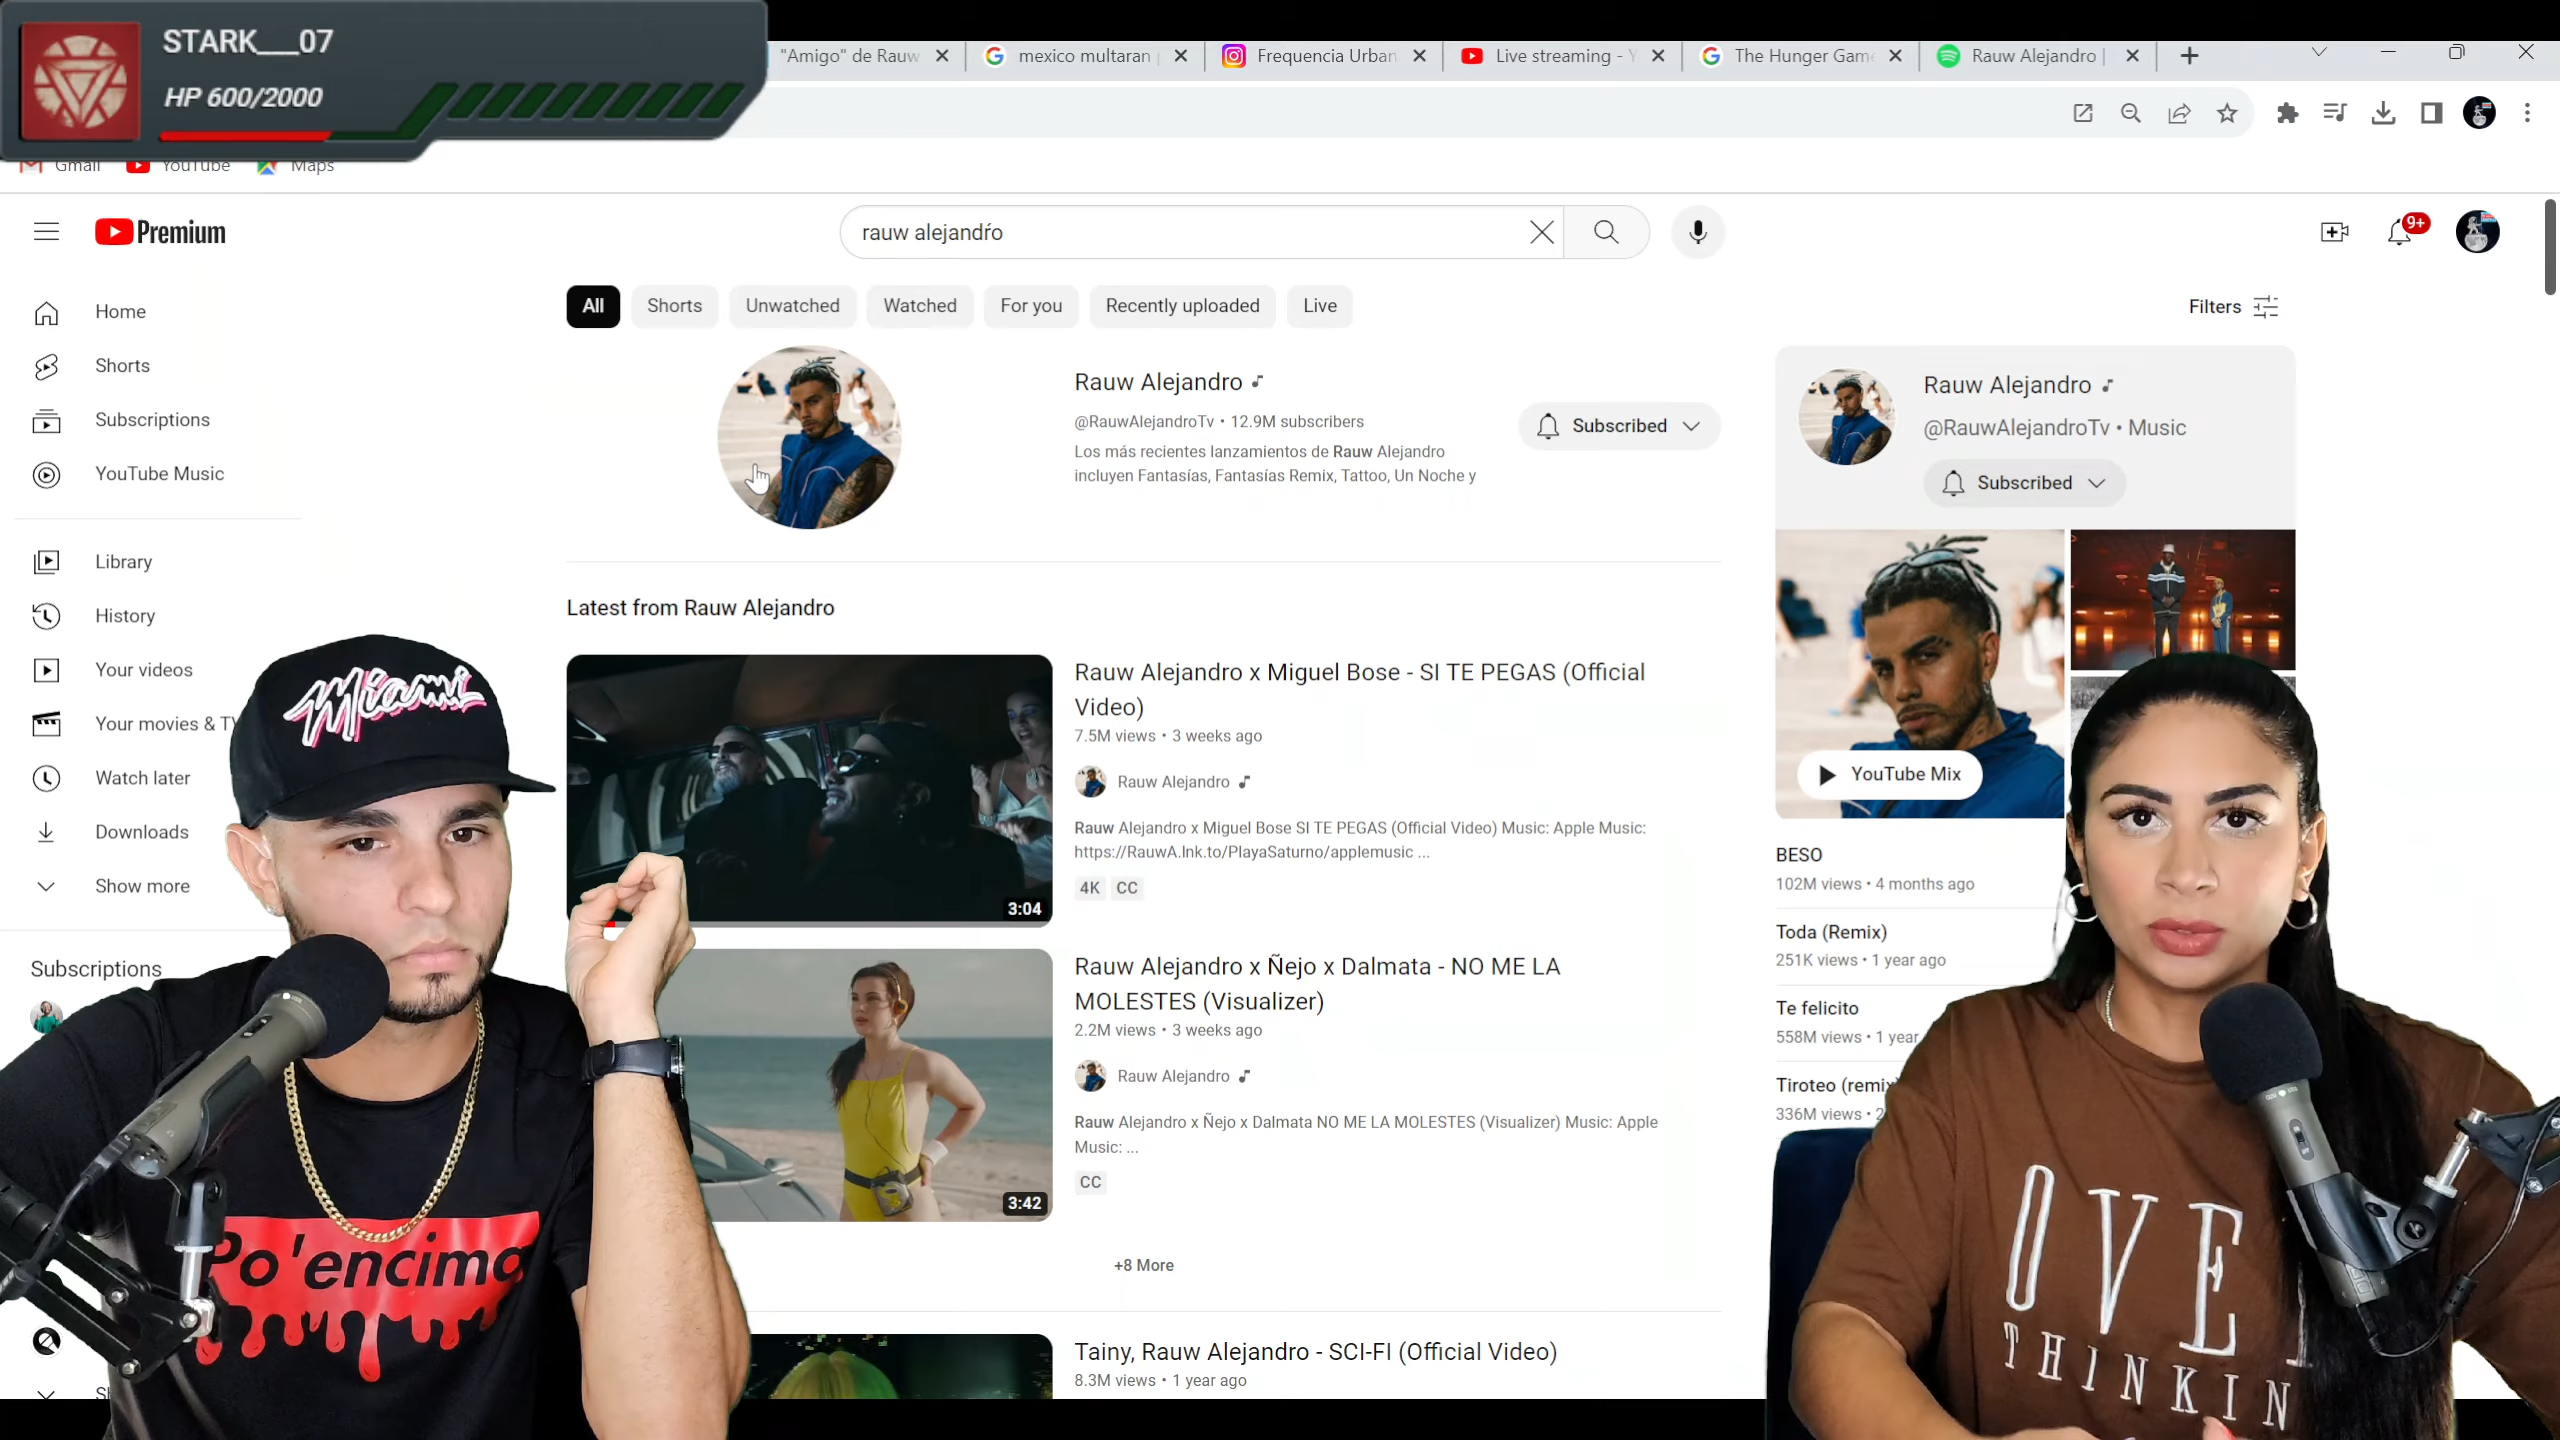 STARK___07
HP 600/2000
"Amigo" de Rauw
mexico multaran
Frequencia Urban
Live streaming - Y
The Hunger Game
Rauw Alejandro |
Gmail
YouTube
Maps
Premium
rauw alejandŕo
9+
Home
Shorts
Subscriptions
YouTube Music
Library
History
Your videos
Your movies & TV
Watch later
Downloads
Show more
Subscriptions
All
Shorts
Unwatched
Watched
For you
Recently uploaded
Live
Filters
Rauw Alejandro
@RauwAlejandroTv • 12.9M subscribers
Los más recientes lanzamientos de Rauw Alejandro
incluyen Fantasías, Fantasías Remix, Tattoo, Un Noche y
Subscribed
Latest from Rauw Alejandro
3:04
Rauw Alejandro x Miguel Bose - SI TE PEGAS (Official
Video)
7.5M views • 3 weeks ago
Rauw Alejandro
Rauw Alejandro x Miguel Bose SI TE PEGAS (Official Video) Music: Apple Music:
https://RauwA.lnk.to/PlayaSaturno/applemusic ...
4K
CC
3:42
Rauw Alejandro x Ñejo x Dalmata - NO ME LA
MOLESTES (Visualizer)
2.2M views • 3 weeks ago
Rauw Alejandro
Rauw Alejandro x Ñejo x Dalmata NO ME LA MOLESTES (Visualizer) Music: Apple
Music: ...
CC
+8 More
Tainy, Rauw Alejandro - SCI-FI (Official Video)
8.3M views • 1 year ago
Rauw Alejandro
@RauwAlejandroTv • Music
Subscribed
YouTube Mix
BESO
102M views • 4 months ago
Toda (Remix)
251K views • 1 year ago
Te felicito
558M views • 1 year
Tiroteo (remix
336M views • 2
Miami
Po'encima
OVE
THINKIN